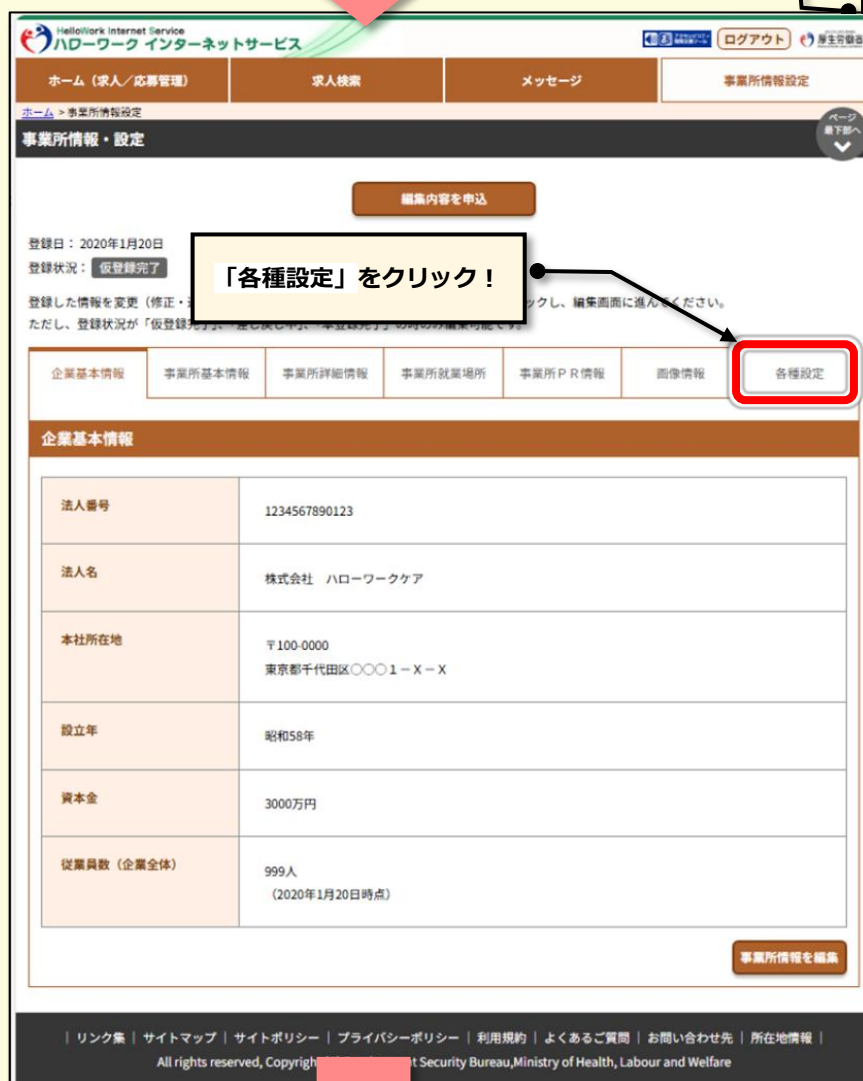 HelloWork Internet Service
ハローワーク インターネットサービス
ログアウト
厚生労働省
ホーム（求人／応募管理）
求人検索
メッセージ
事業所情報設定
ホーム > 事業所情報設定
事業所情報・設定
ページ
最下部へ
編集内容を申込
登録日： 2020年1月20日
登録状況： 仮登録完了
「各種設定」をクリック！
登録した情報を変更（修正・
ックし、編集画面に進んでください。
ただし、登録状況が「仮登録完了」、「差し戻し中」、「本登録完了」の時のみ編集可能です。
企業基本情報
事業所基本情報
事業所詳細情報
事業所就業場所
事業所ＰＲ情報
画像情報
各種設定
企業基本情報
法人番号
1234567890123
法人名
株式会社　ハローワークケア
本社所在地
〒100-0000
東京都千代田区○○○１－Ｘ－Ｘ
設立年
昭和58年
資本金
3000万円
従業員数（企業全体）
999人
（2020年1月20日時点）
事業所情報を編集
｜ リンク集 ｜ サイトマップ ｜ サイトポリシー ｜ プライバシーポリシー ｜ 利用規約 ｜ よくあるご質問 ｜ お問い合わせ先 ｜ 所在地情報 ｜
All rights reserved, Copyrigh t Security Bureau,Ministry of Health, Labour and Welfare